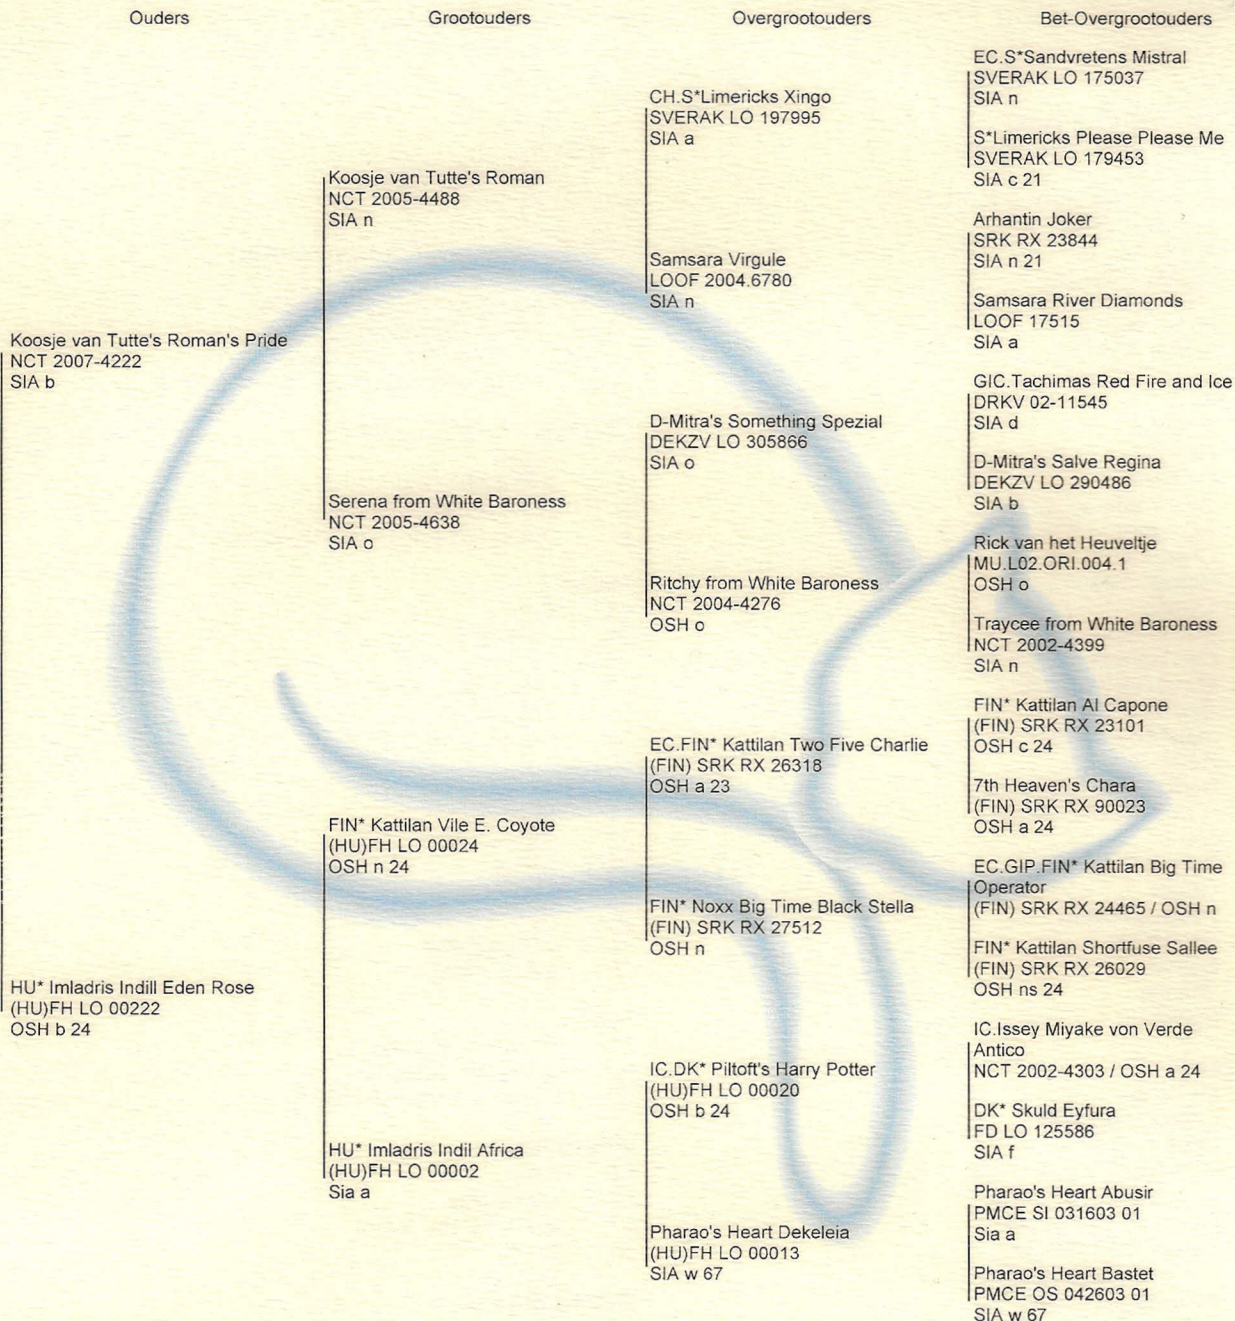 Ouders
Grootouders
Overgrootouders
Bet-Overgrootouders
Koosje van Tutte's Roman's Pride
NCT 2007-4222
SIA b
HU* Imladris Indill Eden Rose
(HU)FH LO 00222
OSH b 24
Koosje van Tutte's Roman
NCT 2005-4488
SIA n
Serena from White Baroness
NCT 2005-4638
SIA o
FIN* Kattilan Vile E. Coyote
(HU)FH LO 00024
OSH n 24
HU* Imladris Indil Africa
(HU)FH LO 00002
Sia a
CH.S*Limericks Xingo
SVERAK LO 197995
SIA a
Samsara Virgule
LOOF 2004.6780
SIA n
D-Mitra's Something Spezial
DEKZV LO 305866
SIA o
Ritchy from White Baroness
NCT 2004-4276
OSH o
EC.FIN* Kattilan Two Five Charlie
(FIN) SRK RX 26318
OSH a 23
FIN* Noxx Big Time Black Stella
(FIN) SRK RX 27512
OSH n
IC.DK* Piltoft's Harry Potter
(HU)FH LO 00020
OSH b 24
Pharao's Heart Dekeleia
(HU)FH LO 00013
SIA w 67
EC.S*Sandvretens Mistral
SVERAK LO 175037
SIA n
S*Limericks Please Please Me
SVERAK LO 179453
SIA c 21
Arhantin Joker
SRK RX 23844
SIA n 21
Samsara River Diamonds
LOOF 17515
SIA a
GIC.Tachimas Red Fire and Ice
DRKV 02-11545
SIA d
D-Mitra's Salve Regina
DEKZV LO 290486
SIA b
Rick van het Heuveltje
MU.L02.ORI.004.1
OSH o
Traycee from White Baroness
NCT 2002-4399
SIA n
FIN* Kattilan Al Capone
(FIN) SRK RX 23101
OSH c 24
7th Heaven's Chara
(FIN) SRK RX 90023
OSH a 24
EC.GIP.FIN* Kattilan Big Time
Operator
(FIN) SRK RX 24465 / OSH n
FIN* Kattilan Shortfuse Sallee
(FIN) SRK RX 26029
OSH ns 24
IC.Issey Miyake von Verde
Antico
NCT 2002-4303 / OSH a 24
DK* Skuld Eyfura
FD LO 125586
SIA f
Pharao's Heart Abusir
PMCE SI 031603 01
Sia a
Pharao's Heart Bastet
PMCE OS 042603 01
SIA w 67